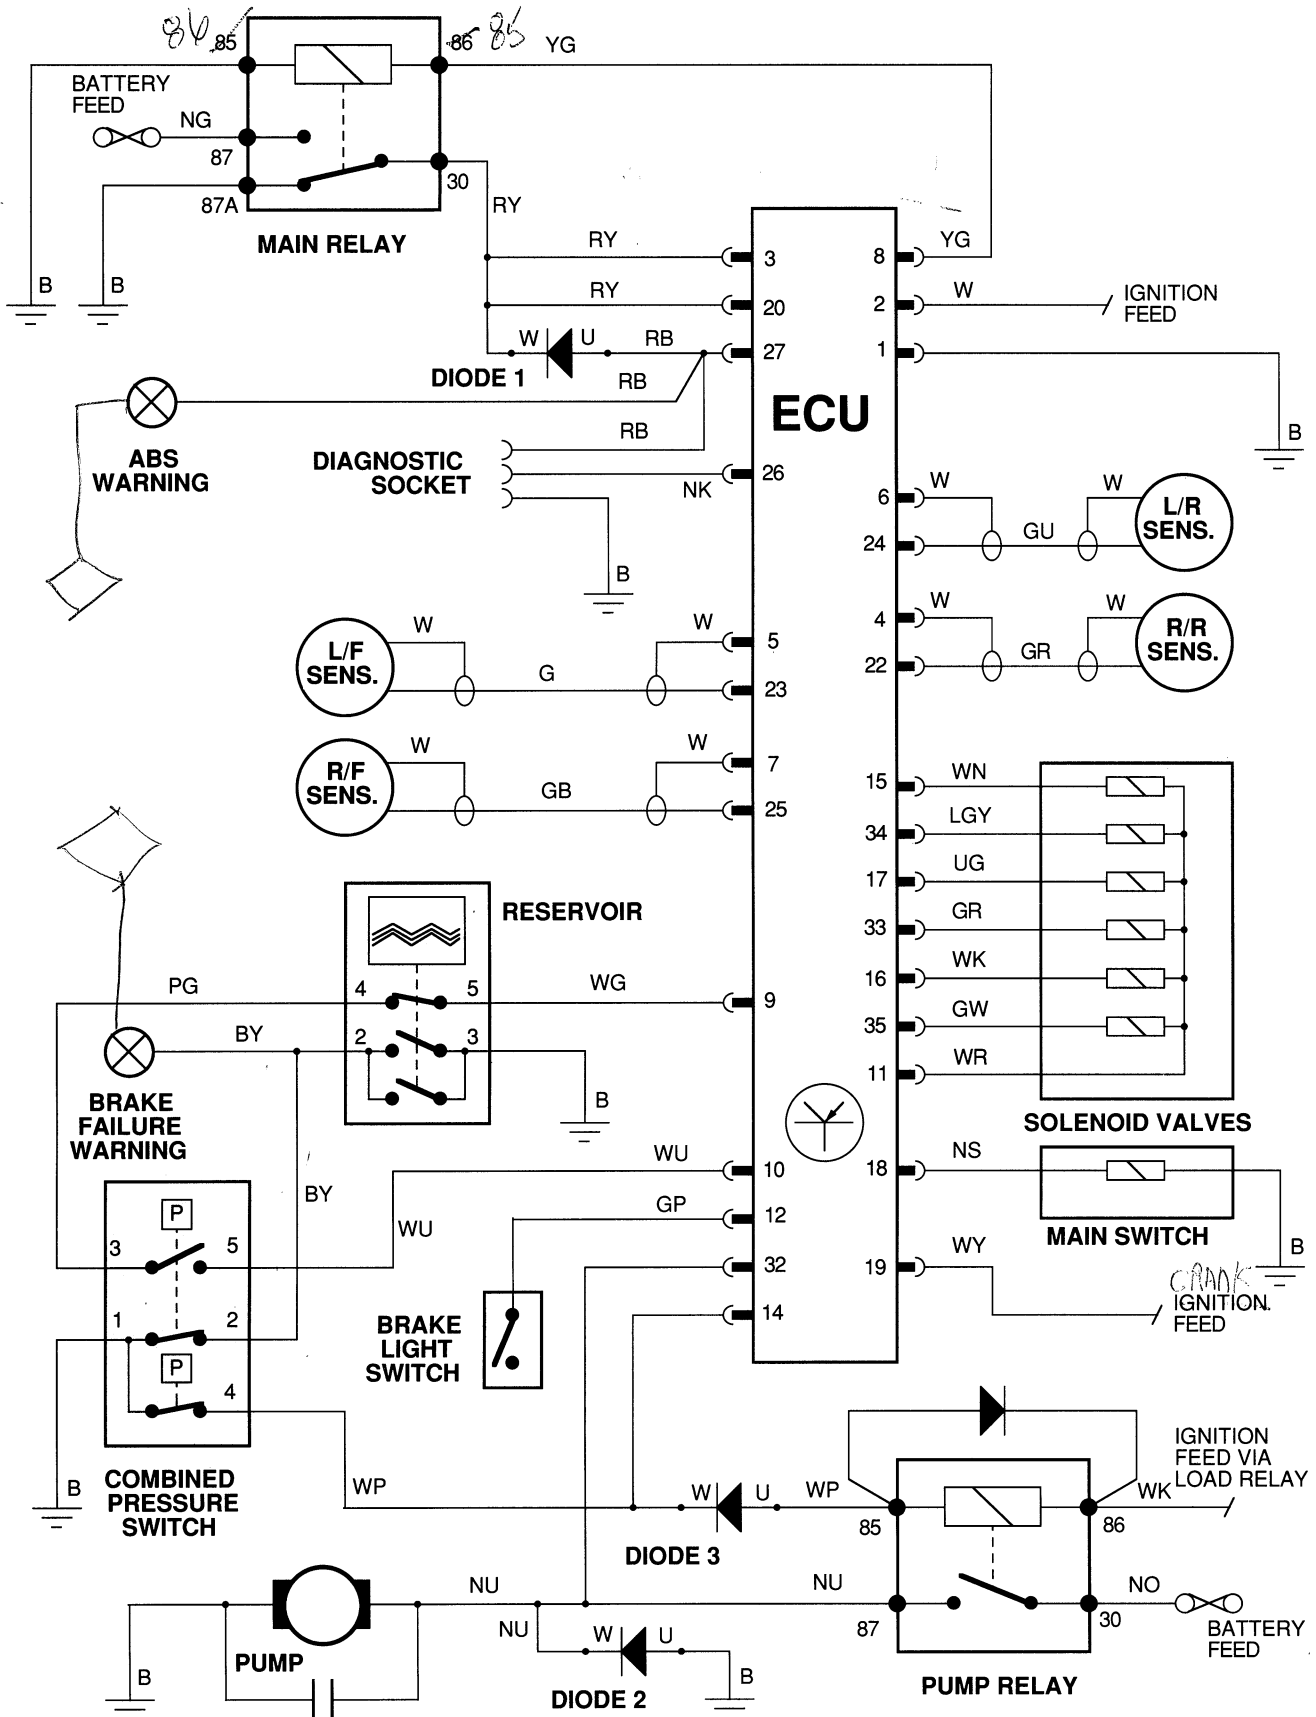 86 85
86 85
YG
BATTERY
FEED
NG
87
87A
30
RY
MAIN RELAY
B
B
RY
3
RY
20
W
U
RB
27
DIODE 1
RB
RB
ABS
WARNING
DIAGNOSTIC
SOCKET
NK
26
B
ECU
8
YG
2
W
IGNITION
FEED
1
B
6
W
W
L/R
SENS.
24
GU
4
W
W
R/R
SENS.
22
GR
L/F
SENS.
W
W
5
G
23
R/F
SENS.
W
W
7
GB
25
15
WN
34
LGY
17
UG
33
GR
16
WK
35
GW
11
WR
SOLENOID VALVES
RESERVOIR
PG
4
5
WG
9
BY
2
3
B
BRAKE
FAILURE
WARNING
BY
WU
10
WU
GP
12
32
14
18
NS
MAIN SWITCH
B
19
WY
CRANK
IGNITION
FEED
P
3
5
1
2
P
4
B
COMBINED
PRESSURE
SWITCH
BRAKE
LIGHT
SWITCH
WP
W
U
WP
DIODE 3
85
86
WK
IGNITION
FEED VIA
LOAD RELAY
NU
NU
87
30
NO
BATTERY
FEED
PUMP
B
NU
W
U
B
DIODE 2
PUMP RELAY